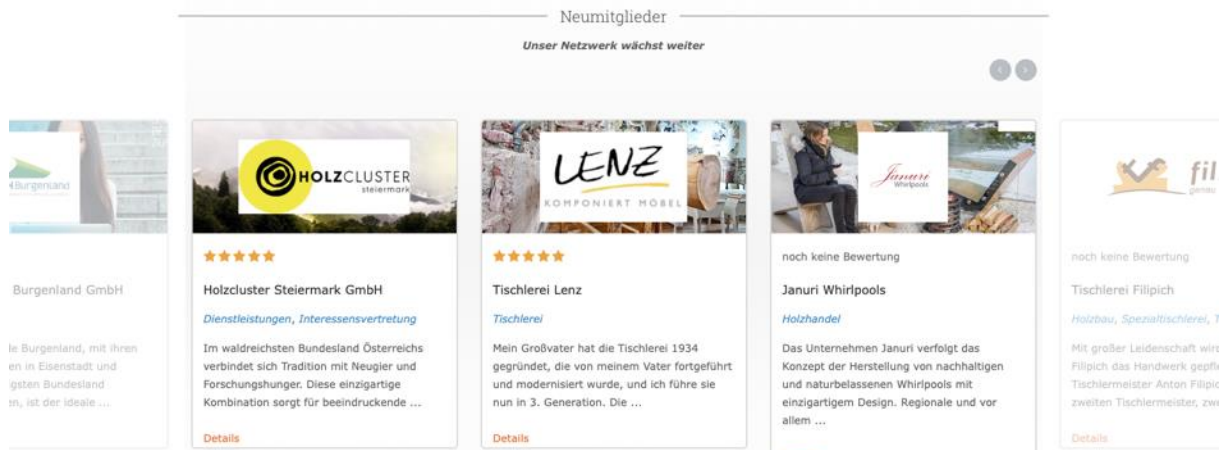 Neumitglieder
Unser Netzwerk wächst weiter
Burgenland
Burgenland GmbH
le Burgenland, mit ihren
en in Eisenstadt und
gsten Bundesland
en, ist der ideale ...
HOLZCLUSTER
steiermark
Holzcluster Steiermark GmbH
Dienstleistungen, Interessensvertretung
Im waldreichsten Bundesland Österreichs
verbindet sich Tradition mit Neugier und
Forschungshunger. Diese einzigartige
Kombination sorgt für beeindruckende ...
Details
LENZ
KOMPONIERT MÖBEL
Tischlerei Lenz
Tischlerei
Mein Großvater hat die Tischlerei 1934
gegründet, die von meinem Vater fortgeführt
und modernisiert wurde, und ich führe sie
nun in 3. Generation. Die ...
Details
Januri
Whirlpools
noch keine Bewertung
Januri Whirlpools
Holzhandel
Das Unternehmen Januri verfolgt das
Konzept der Herstellung von nachhaltigen
und naturbelassenen Whirlpools mit
einzigartigem Design. Regionale und vor
allem ...
fil
genau
noch keine Bewertung
Tischlerei Filipich
Holzbau, Spezialtischlerei, T
Mit großer Leidenschaft wird
Filipich das Handwerk gepfle
Tischlermeister Anton Filipic
zweiten Tischlermeister, zwe
Details